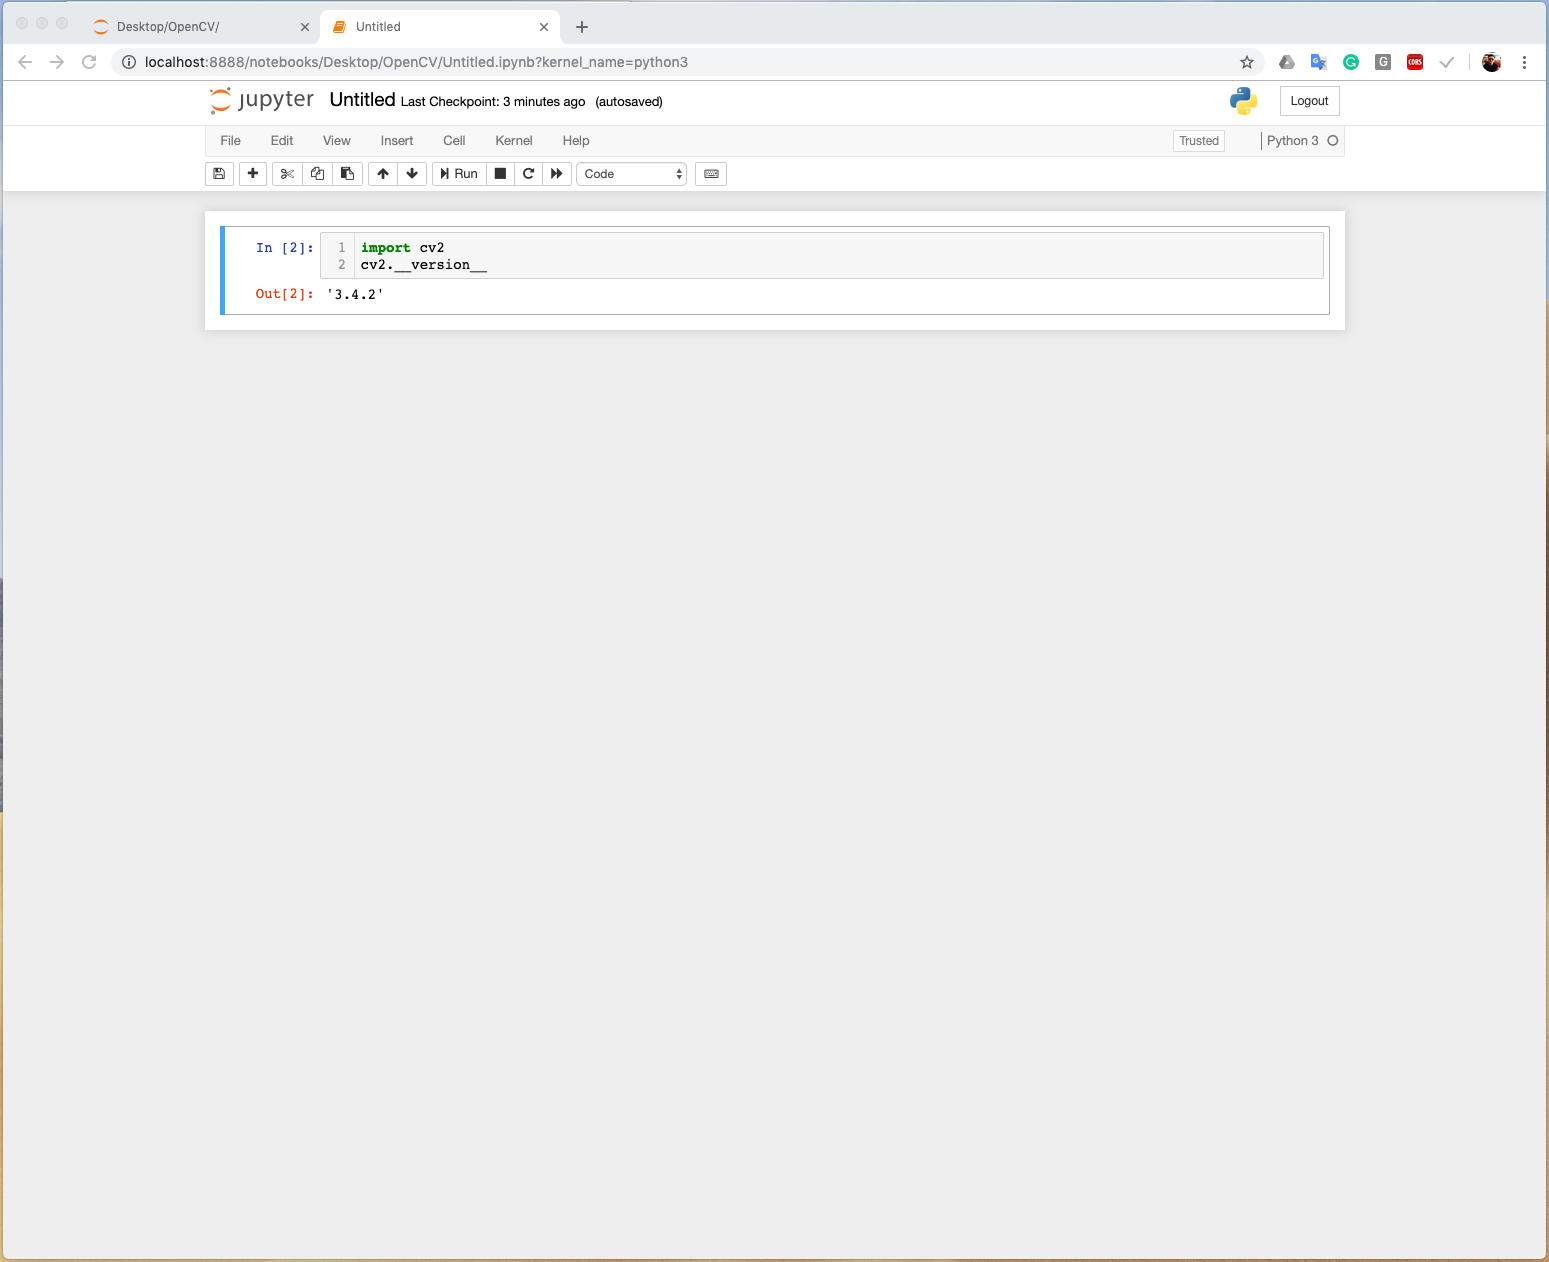 Desktop/OpenCV/
Untitled
localhost:8888/notebooks/Desktop/OpenCV/Untitled.ipynb?kernel_name=python3
G
G
CORS
jupyter Untitled Last Checkpoint: 3 minutes ago (autosaved)
Logout
File Edit View Insert Cell Kernel Help
Trusted
Python 3
Run
Code
In [2]: 1 import cv2
2 cv2.__version__
Out[2]: '3.4.2'